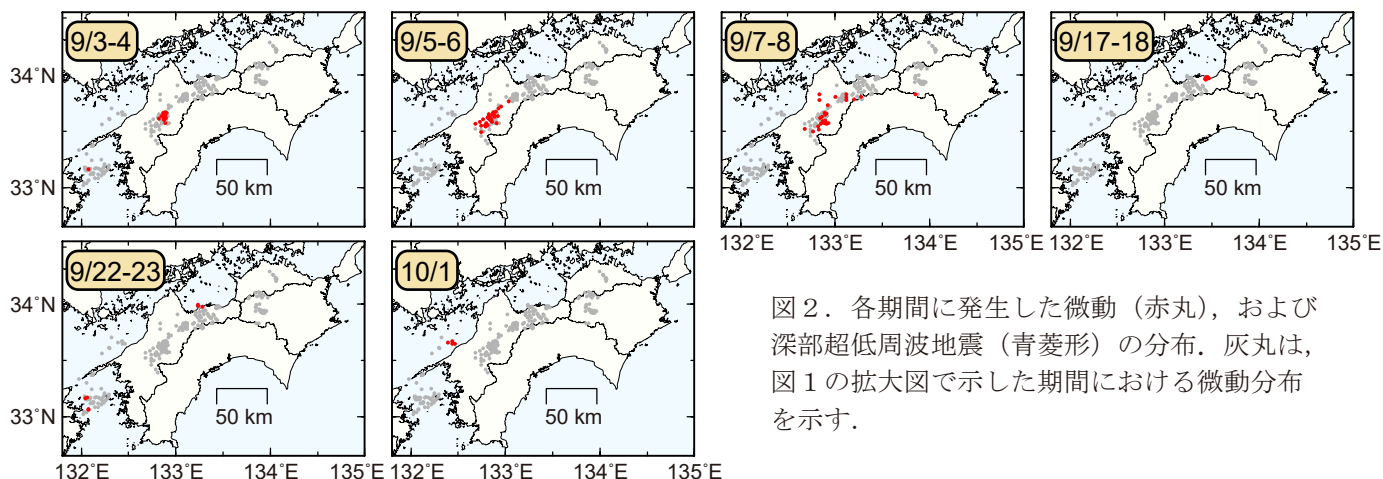 9/3-4
9/5-6
9/7-8
9/17-18
34˚N
33˚N
50 km
50 km
50 km
50 km
132˚E 133˚E 134˚E 135˚E
132˚E 133˚E 134˚E 135˚E
9/22-23
10/1
34˚N
33˚N
50 km
50 km
132˚E 133˚E 134˚E 135˚E
132˚E 133˚E 134˚E 135˚E
図２．各期間に発生した微動（赤丸），および
深部超低周波地震（青菱形）の分布．灰丸は，
図１の拡大図で示した期間における微動分布
を示す．